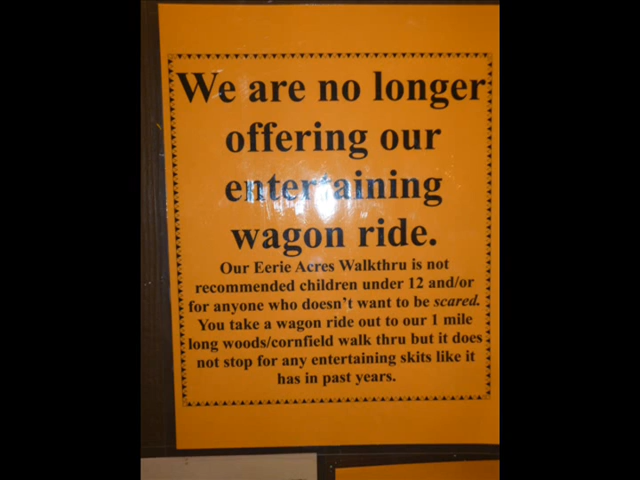 We are no longer
offering our
entertaining
wagon ride.
Our Eerie Acres Walkthru is not
recommended children under 12 and/or
for anyone who doesn't want to be scared.
You take a wagon ride out to our 1 mile
long woods/cornfield walk thru but it does
not stop for any entertaining skits like it
has in past years.